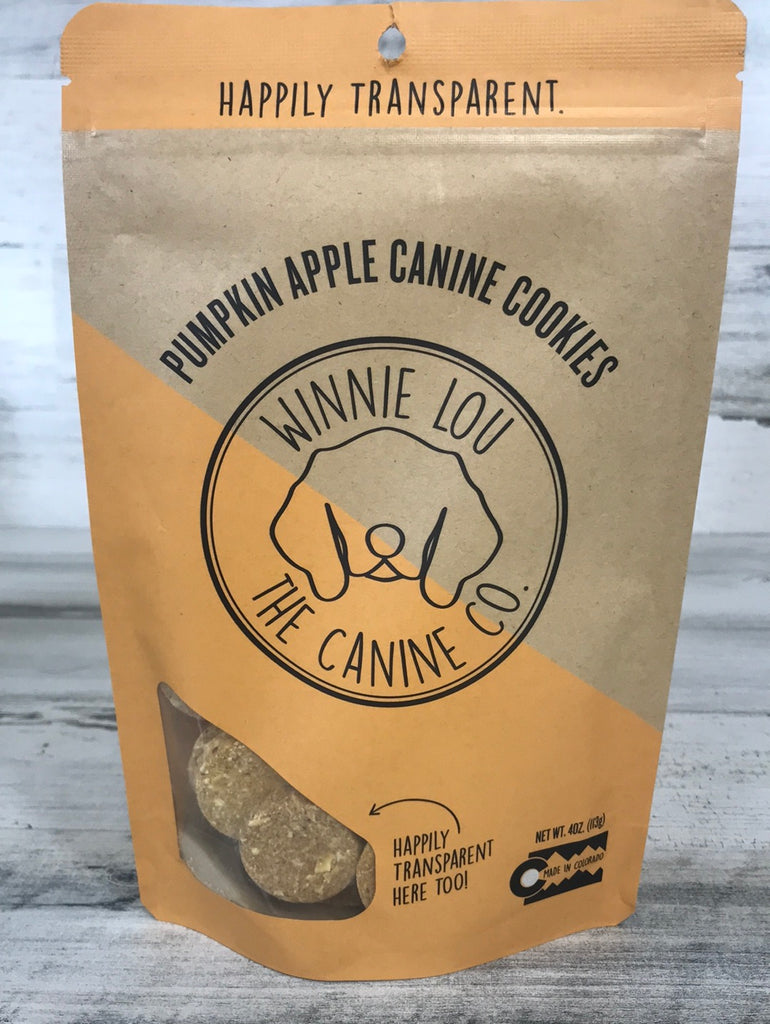 HAPPILY TRANSPARENT.
PUMPKIN APPLE CANINE COOKIES
WINNIE LOU
THE CANINE CO.
HAPPILY
TRANSPARENT
HERE TOO!
NET WT. 4OZ. (113g)
MADE IN COLORADO